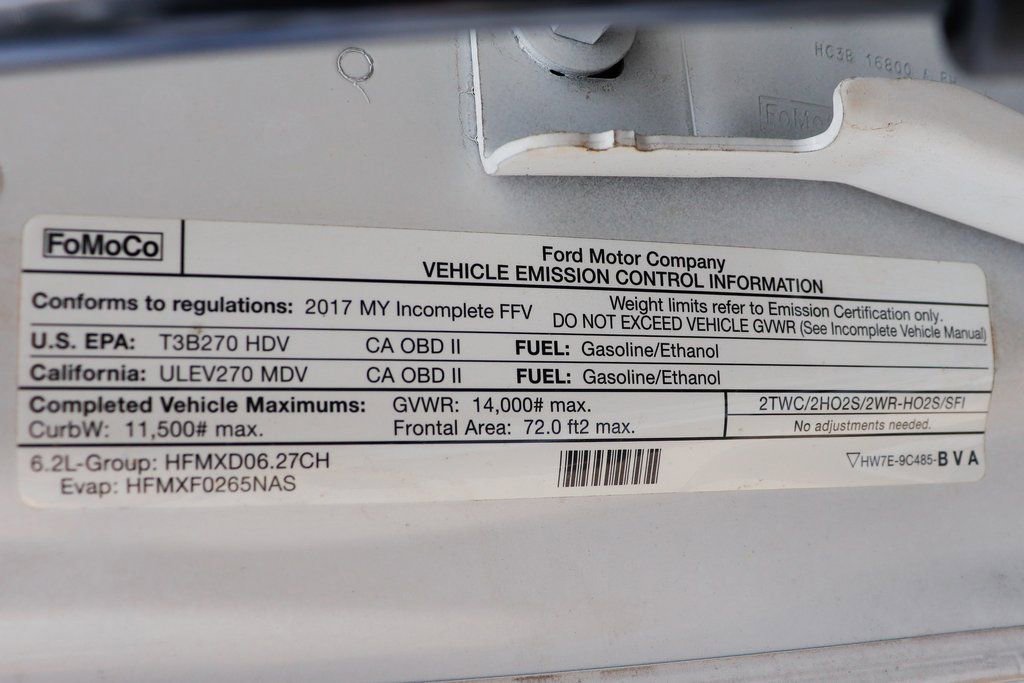 HC3B 16800 A
FoMo
FoMoCo
Ford Motor Company
VEHICLE EMISSION CONTROL INFORMATION
Conforms to regulations: 2017 MY Incomplete FFV
Weight limits refer to Emission Certification only.
DO NOT EXCEED VEHICLE GVWR (See Incomplete Vehicle Manual)
U.S. EPA: T3B270 HDV CA OBD II FUEL: Gasoline/Ethanol
California: ULEV270 MDV CA OBD II FUEL: Gasoline/Ethanol
Completed Vehicle Maximums: GVWR: 14,000# max.
CurbW: 11,500# max. Frontal Area: 72.0 ft2 max.
2TWC/2HO2S/2WR-HO2S/SFI
No adjustments needed.
6.2L-Group: HFMXD06.27CH
Evap: HFMXF0265NAS
▽HW7E-9C485-BVA